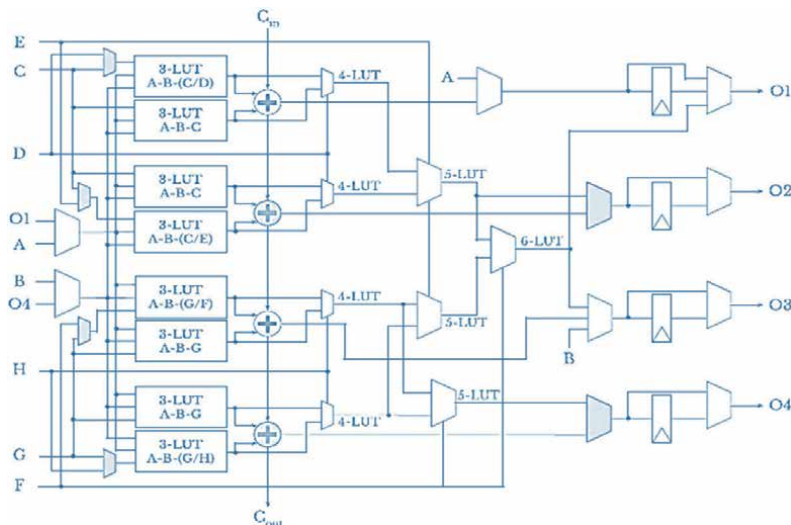 C_in
E
C
3-LUT
A-B-(C/D)
4-LUT
A
O1
3-LUT
A-B-C
D
3-LUT
A-B-C
4-LUT
5-LUT
O2
O1
A
3-LUT
A-B-(C/E)
6-LUT
B
O4
3-LUT
A-B-(G/F)
4-LUT
5-LUT
O3
3-LUT
A-B-G
B
H
3-LUT
A-B-G
4-LUT
5-LUT
O4
G
3-LUT
A-B-(G/H)
F
C_out